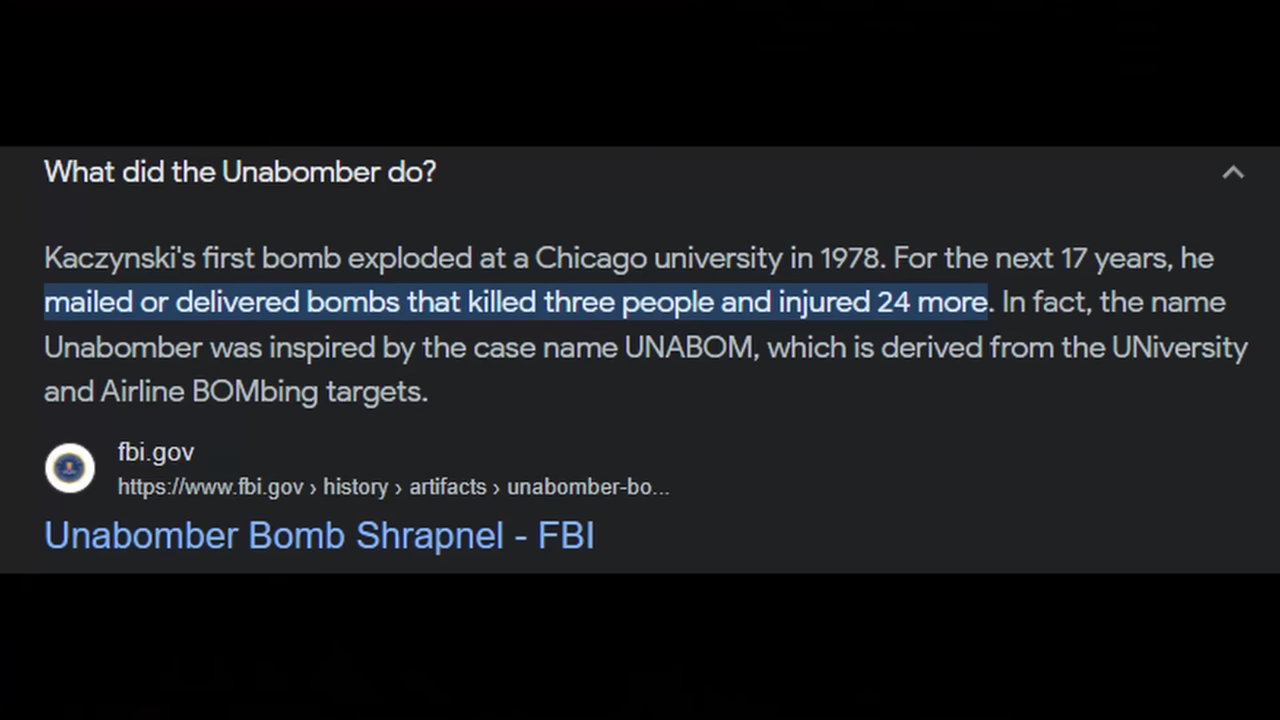 What did the Unabomber do?
Kaczynski's first bomb exploded at a Chicago university in 1978. For the next 17 years, he
mailed or delivered bombs that killed three people and injured 24 more. In fact, the name
Unabomber was inspired by the case name UNABOM, which is derived from the UNiversity
and Airline BOMbing targets.
fbi.gov
https://www.fbi.gov › history › artifacts › unabomber-bo...
Unabomber Bomb Shrapnel - FBI